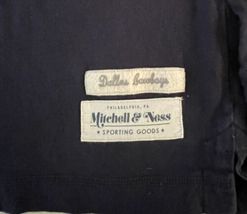 Dallas Cowboys
PHILADELPHIA, PA.
Mitchell & Ness
★ SPORTING GOODS ★